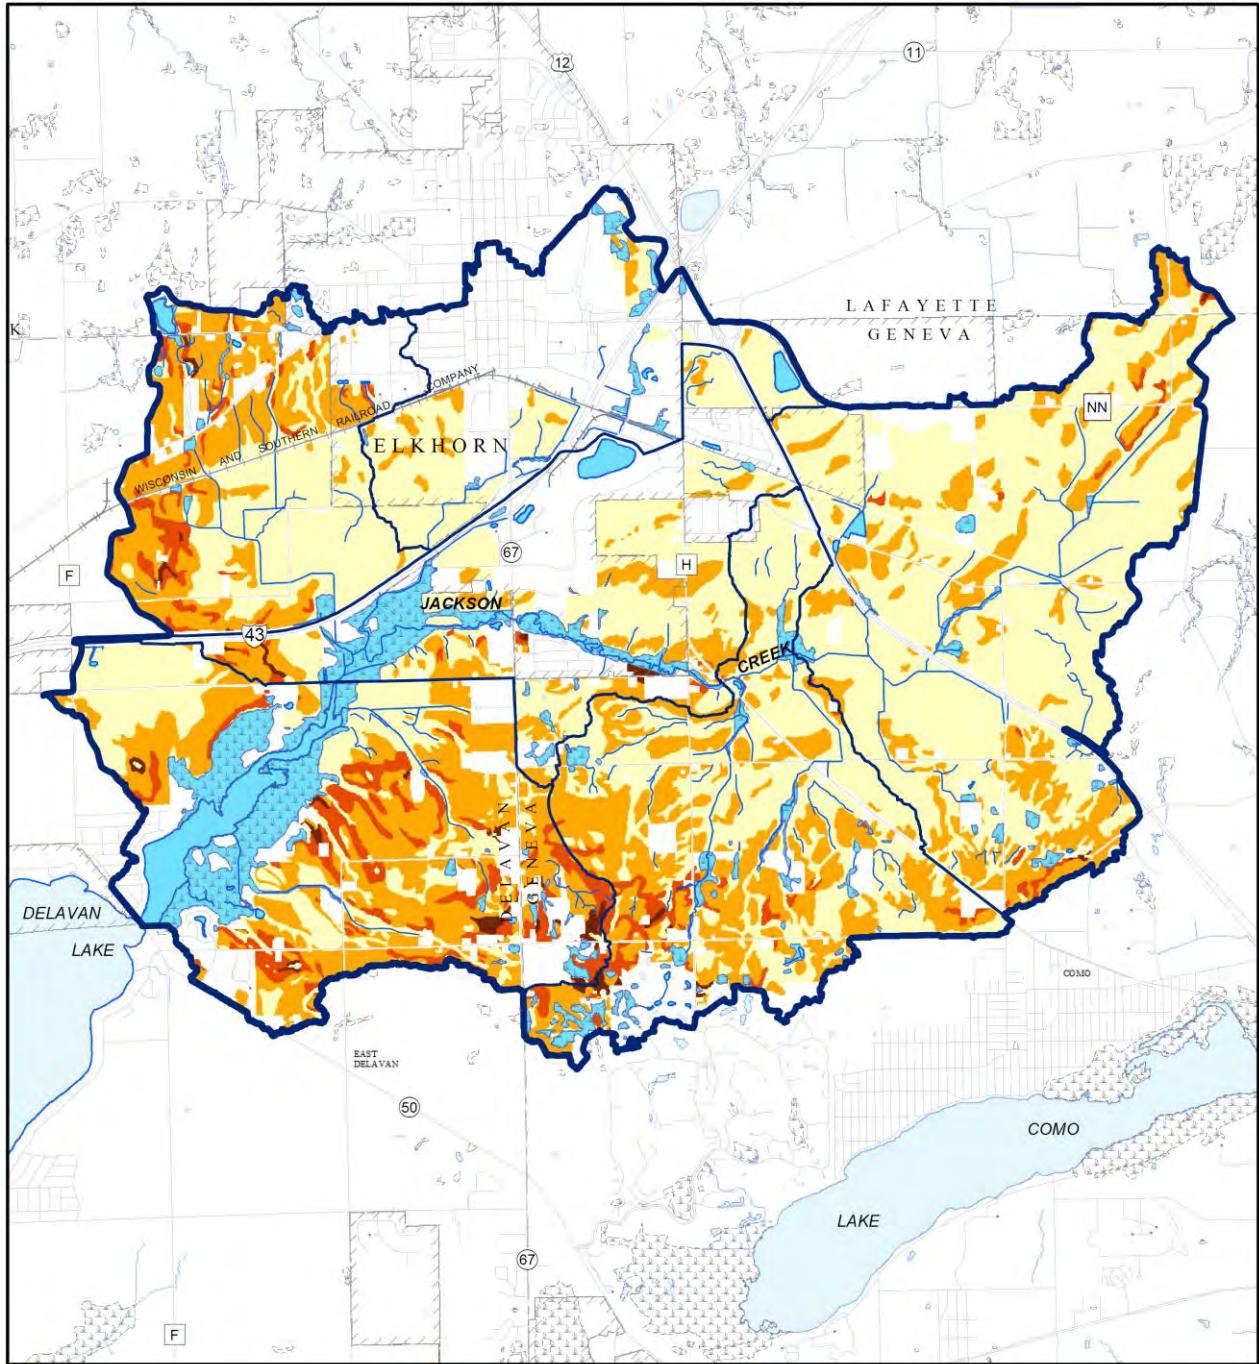 12
11
LAFAYETTE
GENEVA
K
NN
WISCONSIN AND SOUTHERN RAILROAD COMPANY
ELKHORN
67
H
F
JACKSON
43
CREEK
DELAVAN
GENEVA
DELAVAN
LAKE
COMO
EAST
DELAVAN
50
COMO
LAKE
67
F